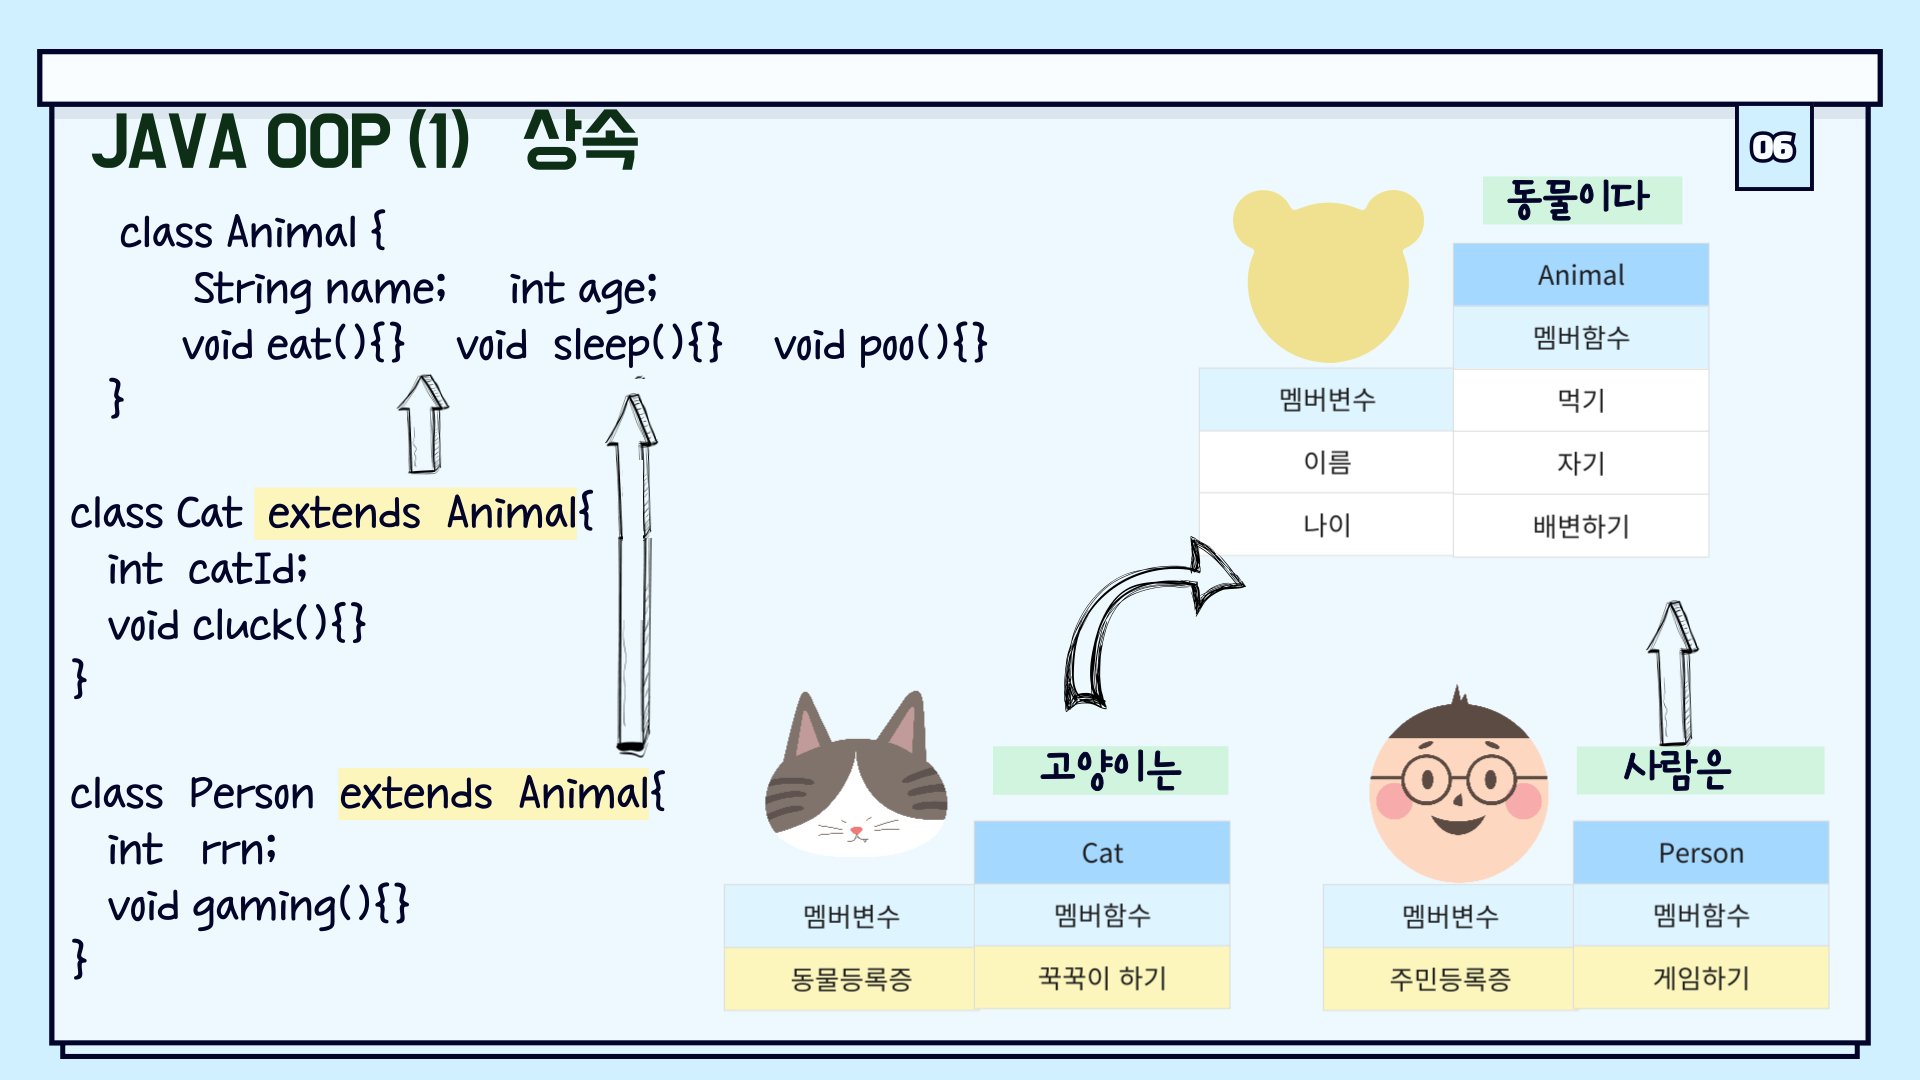 JAVA OOP (1) 상속
06
class Animal {
String name; int age;
void eat(){} void sleep(){} void poo(){}
}
class Cat extends Animal{
int catId;
void cluck(){}
}
class Person extends Animal{
int rrn;
void gaming(){}
}
동물이다
Animal
멤버함수
멤버변수 먹기
이름 자기
나이 배변하기
고양이는
Cat
멤버변수 멤버함수
동물등록증 꾹꾹이 하기
사람은
Person
멤버변수 멤버함수
주민등록증 게임하기